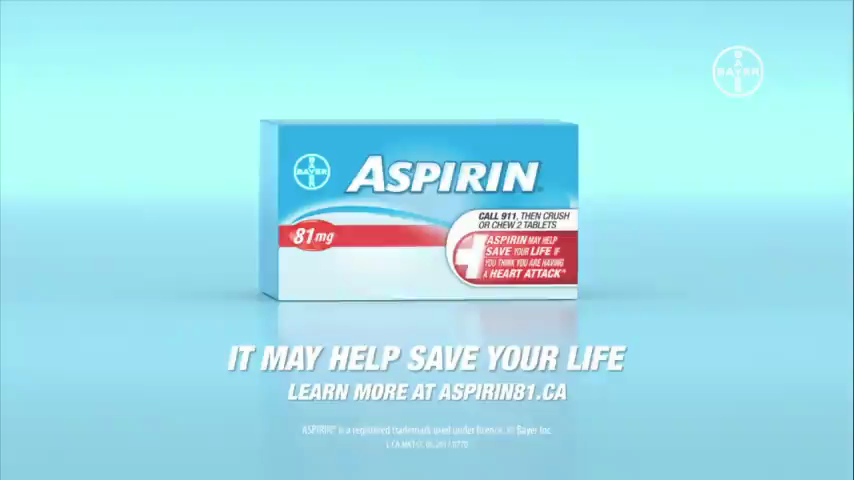 BAYER
BAYER
ASPIRIN
CALL 911, THEN CRUSH
OR CHEW 2 TABLETS
81mg
ASPIRIN MAY HELP
SAVE YOUR LIFE IF
YOU THINK YOU ARE HAVING
A HEART ATTACK*
IT MAY HELP SAVE YOUR LIFE
LEARN MORE AT ASPIRIN81.CA
ASPIRIN® is a registered trademark used under licence. Bayer Inc.